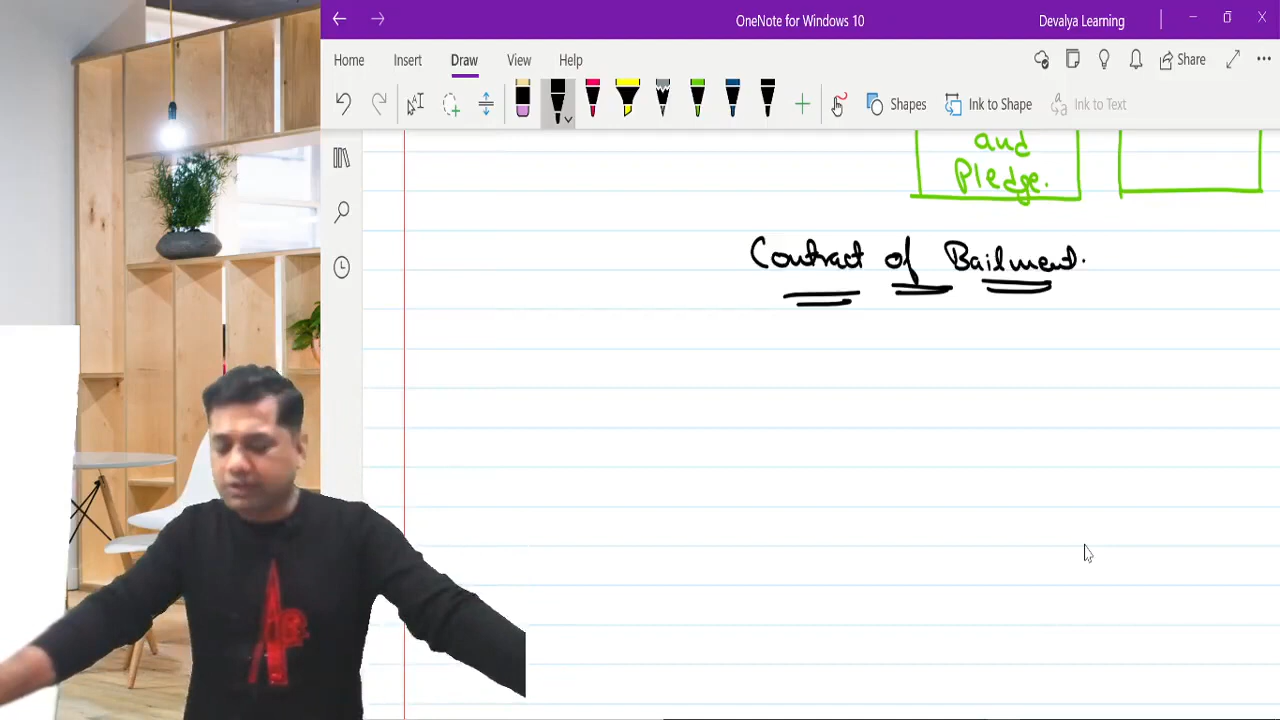 OneNote for Windows 10
Devalya Learning
Home Insert Draw View Help
Share
Shapes Ink to Shape Ink to Text
and
Pledge.
Contract of Bailment.